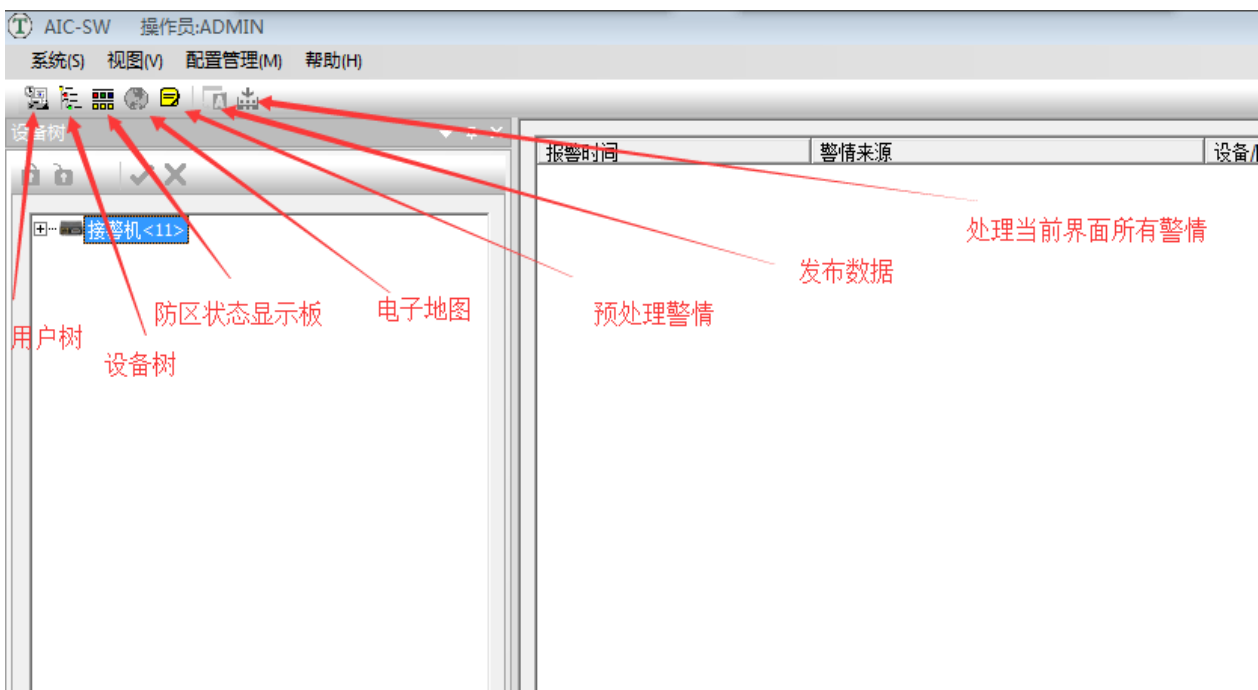 AIC-SW 操作员:ADMIN
系统(S) 视图(V) 配置管理(M) 帮助(H)
设备树
报警时间 警情来源 设备/
接警机<11>
处理当前界面所有警情
发布数据
防区状态显示板 电子地图 预处理警情
用户树
设备树